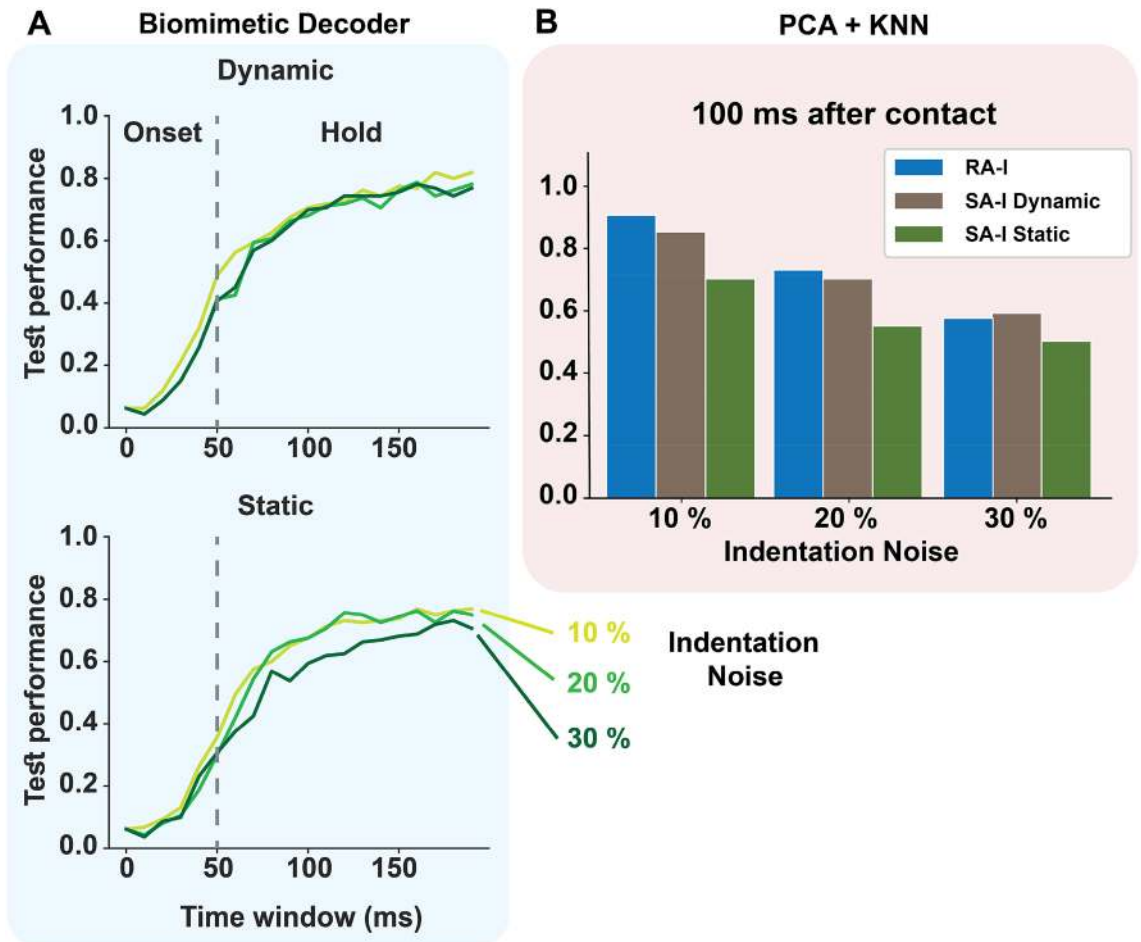 A
Biomimetic Decoder
Dynamic
Onset
Hold
Test performance
1.0
0.8
0.6
0.4
0.2
0.0
0
50
100
150
Static
Test performance
1.0
0.8
0.6
0.4
0.2
0.0
0
50
100
150
Time window (ms)
10 %
20 %
30 %
Indentation
Noise
B
PCA + KNN
100 ms after contact
RA-I
SA-I Dynamic
SA-I Static
1.0
0.8
0.6
0.4
0.2
0.0
10 %
20 %
30 %
Indentation Noise